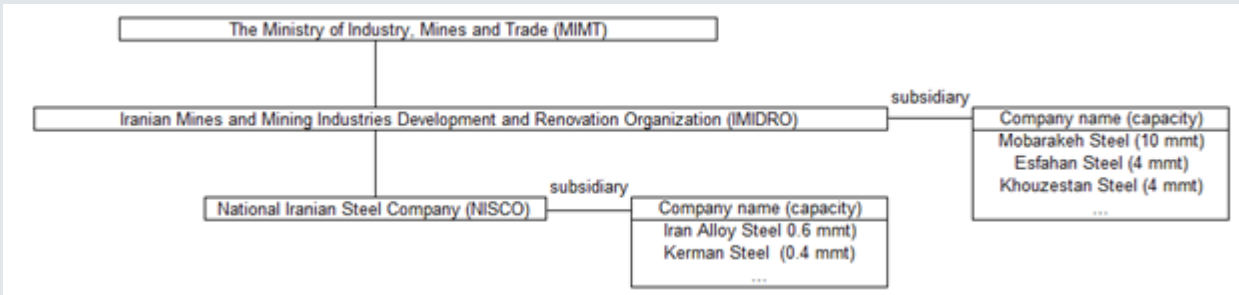 The Ministry of Industry, Mines and Trade (MIMT)
subsidiary
Iranian Mines and Mining Industries Development and Renovation Organization (IMIDRO)
Company name (capacity)
Mobarakeh Steel (10 mmt)
Esfahan Steel (4 mmt)
Khouzestan Steel (4 mmt)
...
subsidiary
National Iranian Steel Company (NISCO)
Company name (capacity)
Iran Alloy Steel 0.6 mmt)
Kerman Steel (0.4 mmt)
...